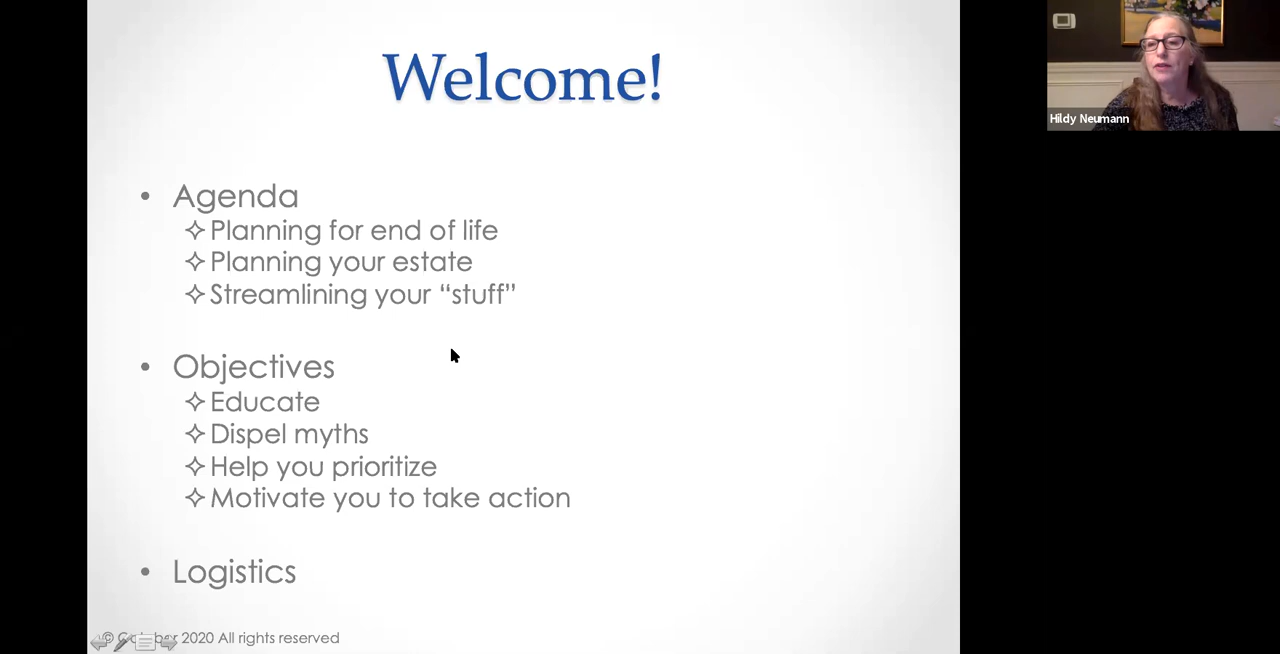 Welcome!
Hildy Neumann
• Agenda
✧Planning for end of life
✧Planning your estate
✧Streamlining your “stuff”
• Objectives
✧Educate
✧Dispel myths
✧Help you prioritize
✧Motivate you to take action
• Logistics
© 2020 All rights reserved